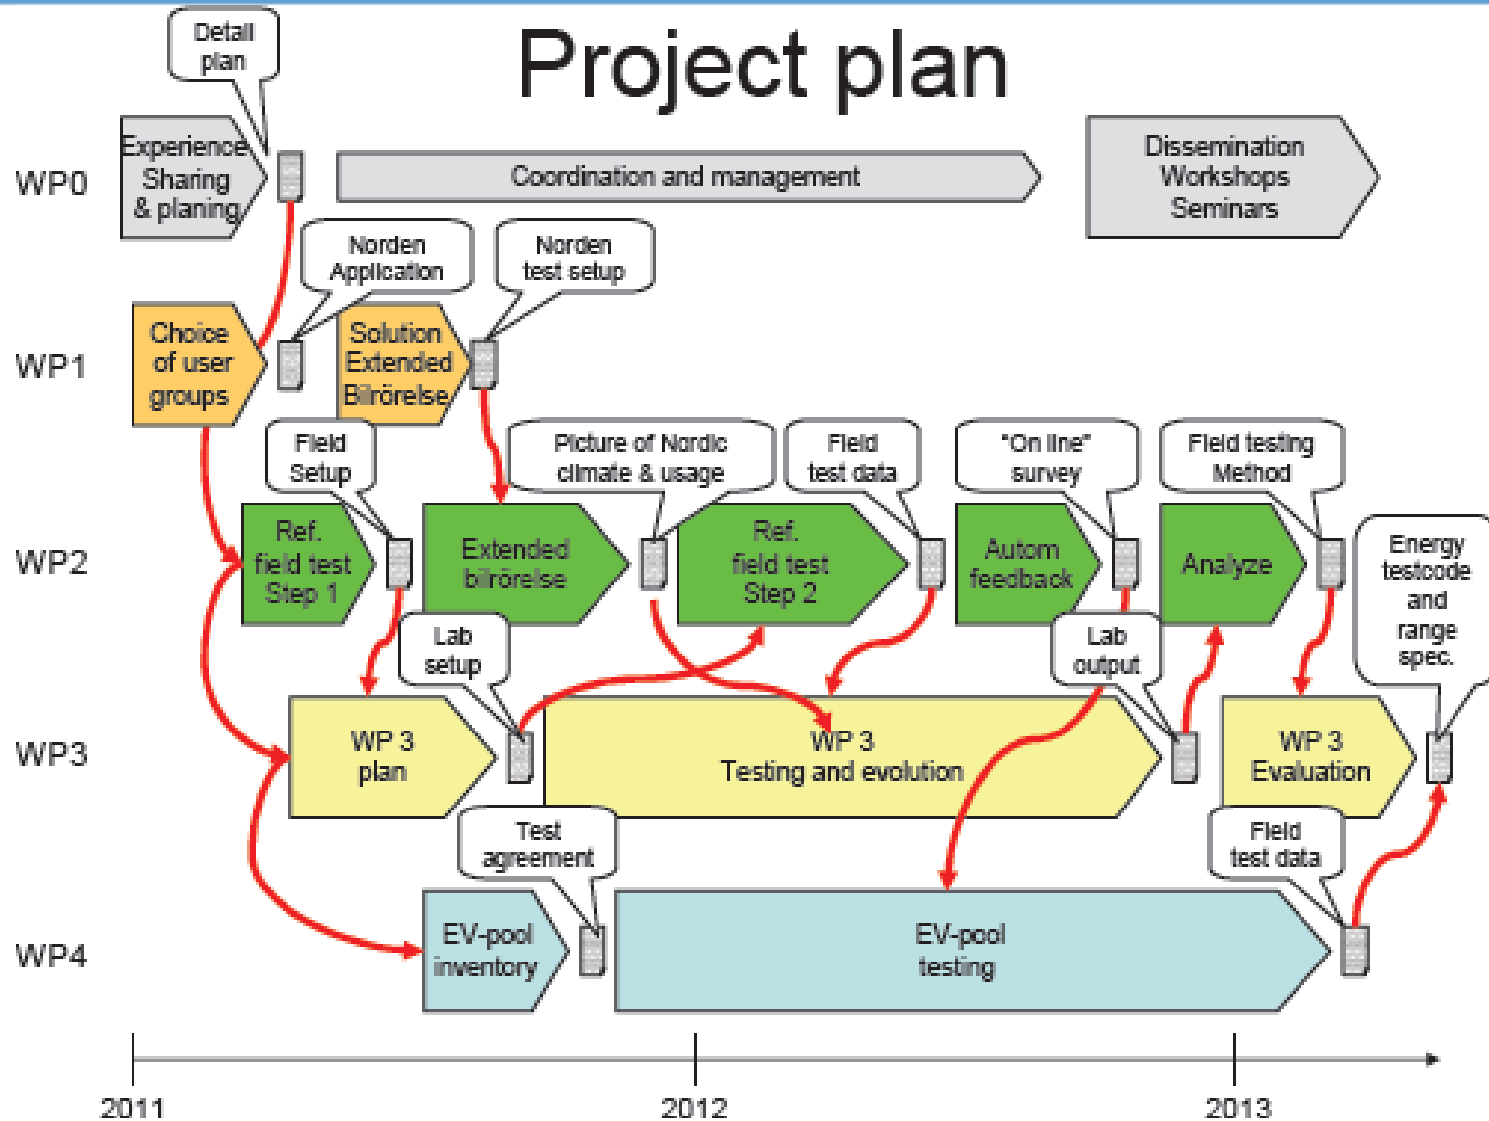 Project plan
Detail
plan
WP0
Experience
Sharing
& planing
Coordination and management
Dissemination
Workshops
Seminars
Norden
Application
Norden
test setup
WP1
Choice
of user
groups
Solution
Extended
Bilrörelse
Field
Setup
Picture of Nordic
climate & usage
Field
test data
"On line"
survey
Field testing
Method
WP2
Ref.
field test
Step 1
Extended
bilrörelse
Ref.
field test
Step 2
Autom
feedback
Analyze
Energy
testcode
and
range
spec.
Lab
setup
Lab
output
WP3
WP 3
plan
WP 3
Testing and evolution
WP 3
Evaluation
Test
agreement
Field
test data
WP4
EV-pool
inventory
EV-pool
testing
2011
2012
2013